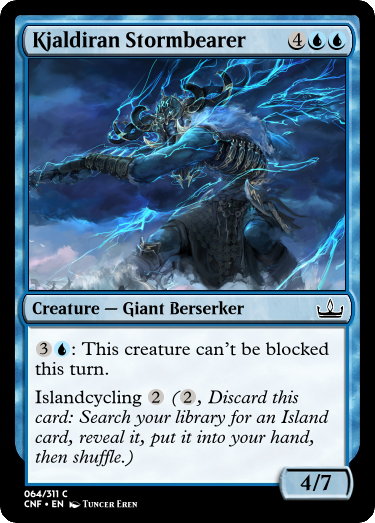 Kjaldiran Stormbearer 4
3: This creature can't be blocked
this turn.
Creature — Giant Berserker
Islandcycling 2 (2, Discard this
card: Search your library for an Island
card, reveal it, put it into your hand,
then shuffle.)
4/7
064/311 C
CNF • EN Tuncer Eren